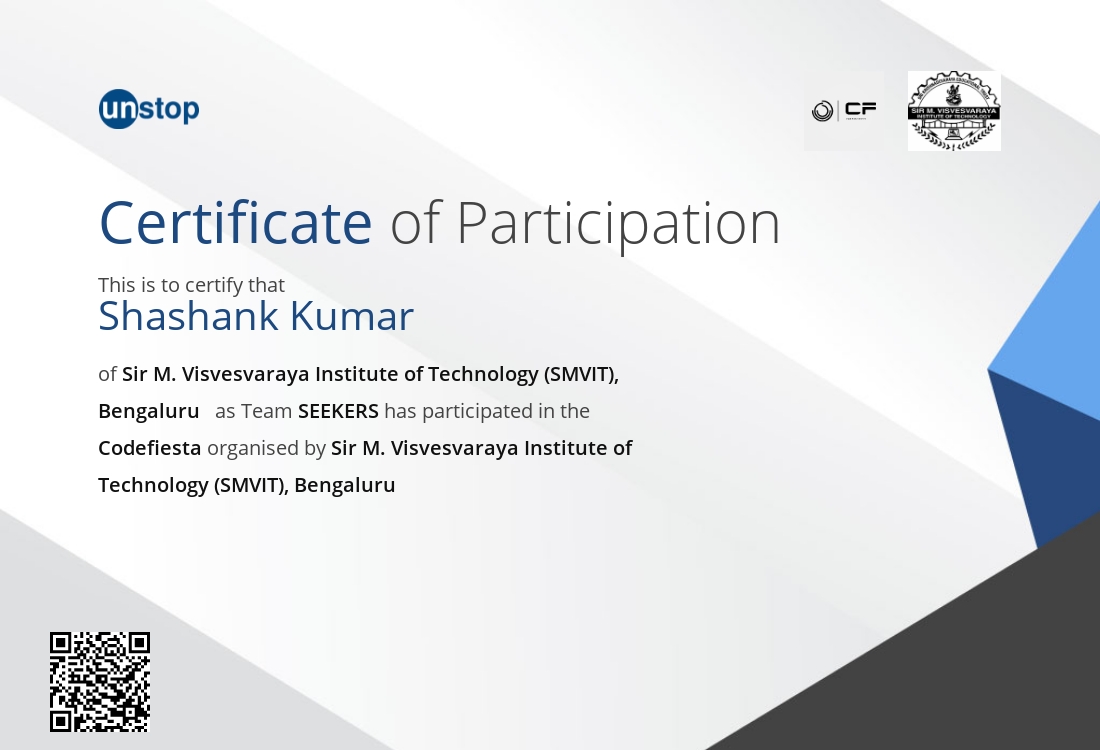 unstop
CF
SIR M. VISVESVARAYA
INSTITUTE OF TECHNOLOGY
Certificate of Participation
This is to certify that
Shashank Kumar
of Sir M. Visvesvaraya Institute of Technology (SMVIT),
Bengaluru as Team SEEKERS has participated in the
Codefiesta organised by Sir M. Visvesvaraya Institute of
Technology (SMVIT), Bengaluru